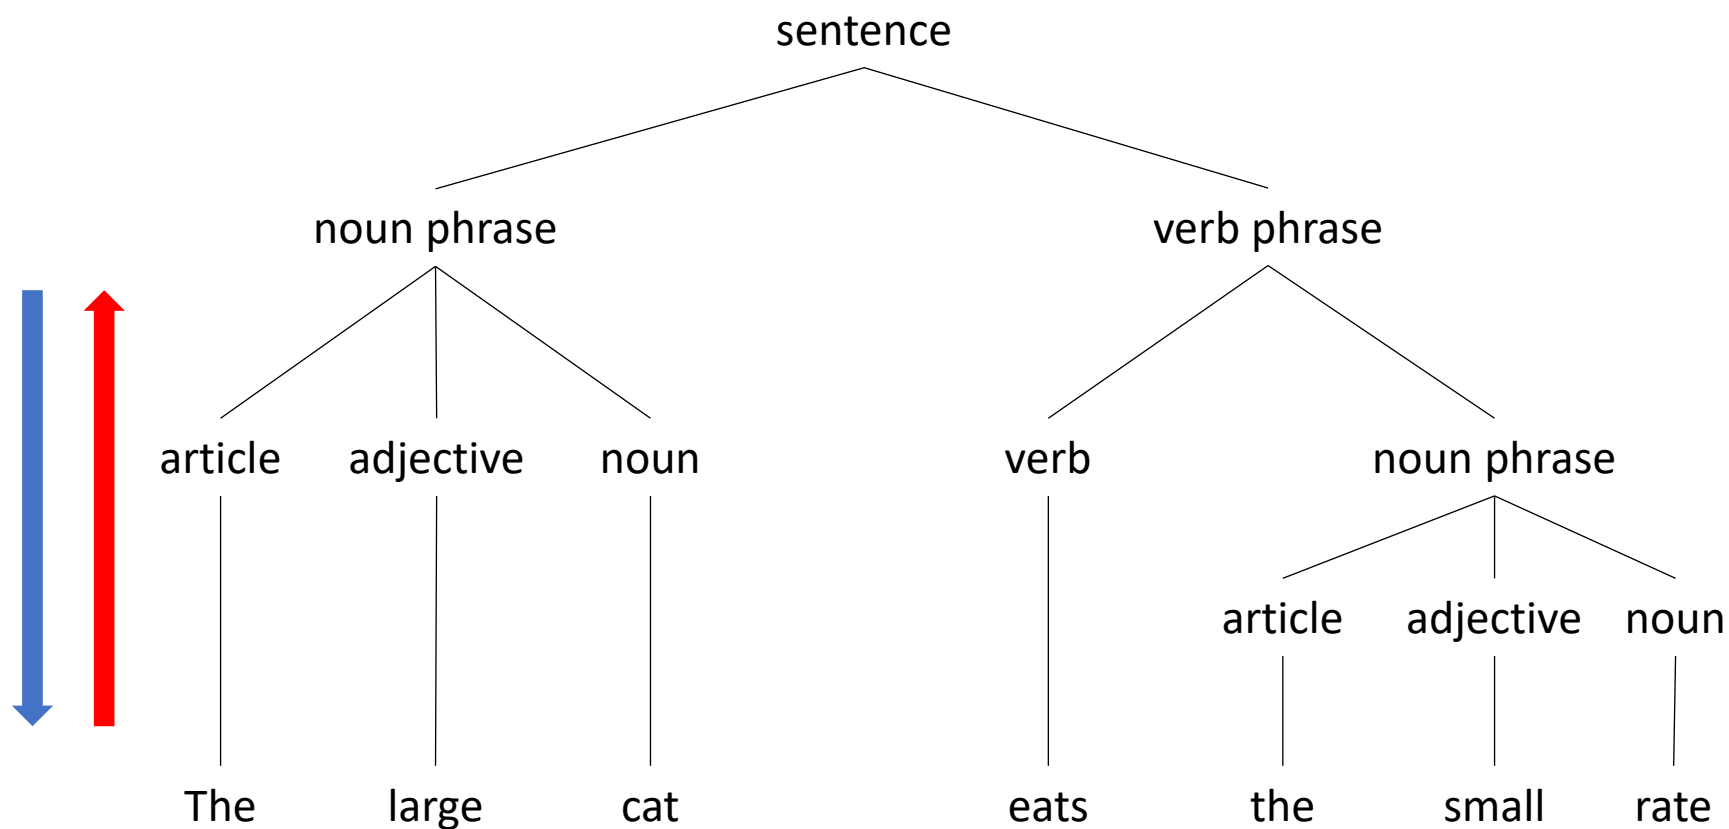 sentence
noun phrase verb phrase
article adjective noun verb noun phrase
article adjective noun
The large cat eats the small rate